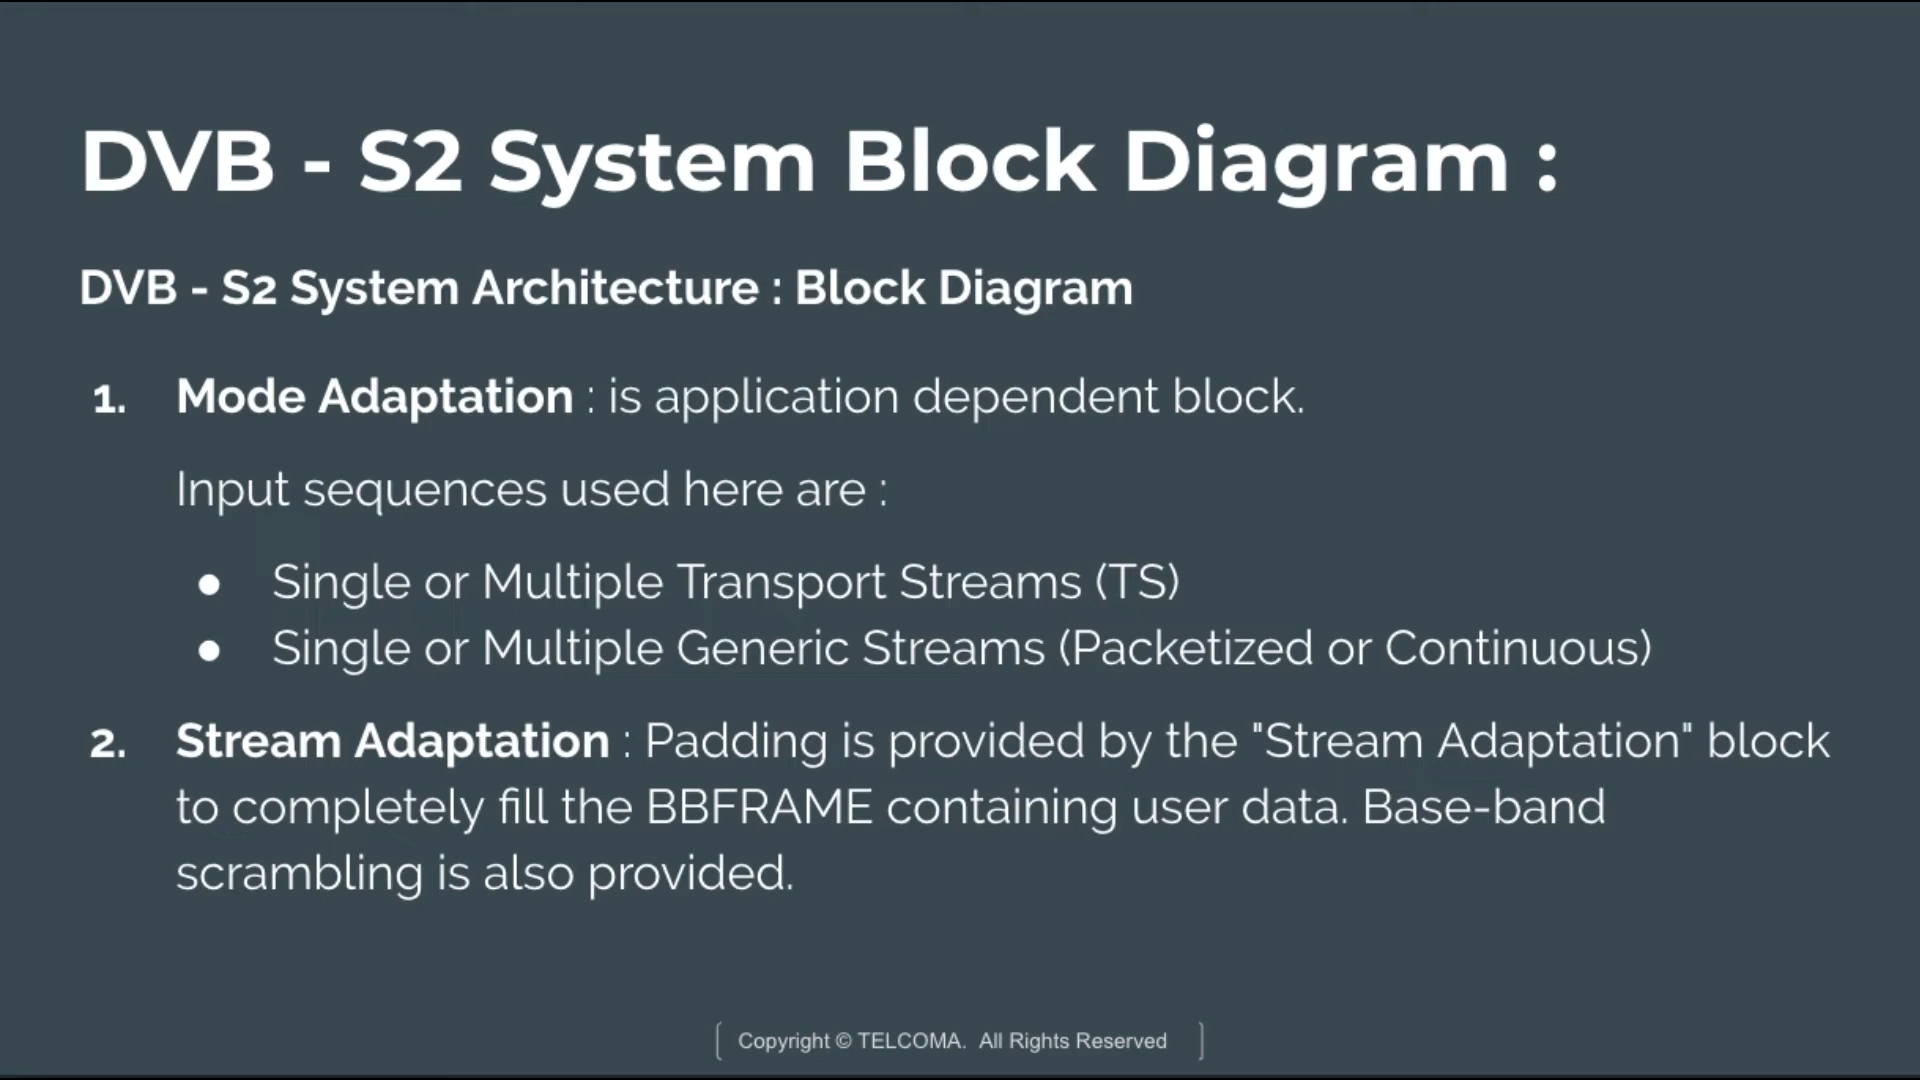 DVB - S2 System Block Diagram :
DVB - S2 System Architecture : Block Diagram
1. Mode Adaptation : is application dependent block.
Input sequences used here are :
● Single or Multiple Transport Streams (TS)
● Single or Multiple Generic Streams (Packetized or Continuous)
2. Stream Adaptation : Padding is provided by the "Stream Adaptation" block
to completely fill the BBFRAME containing user data. Base-band
scrambling is also provided.
Copyright © TELCOMA. All Rights Reserved